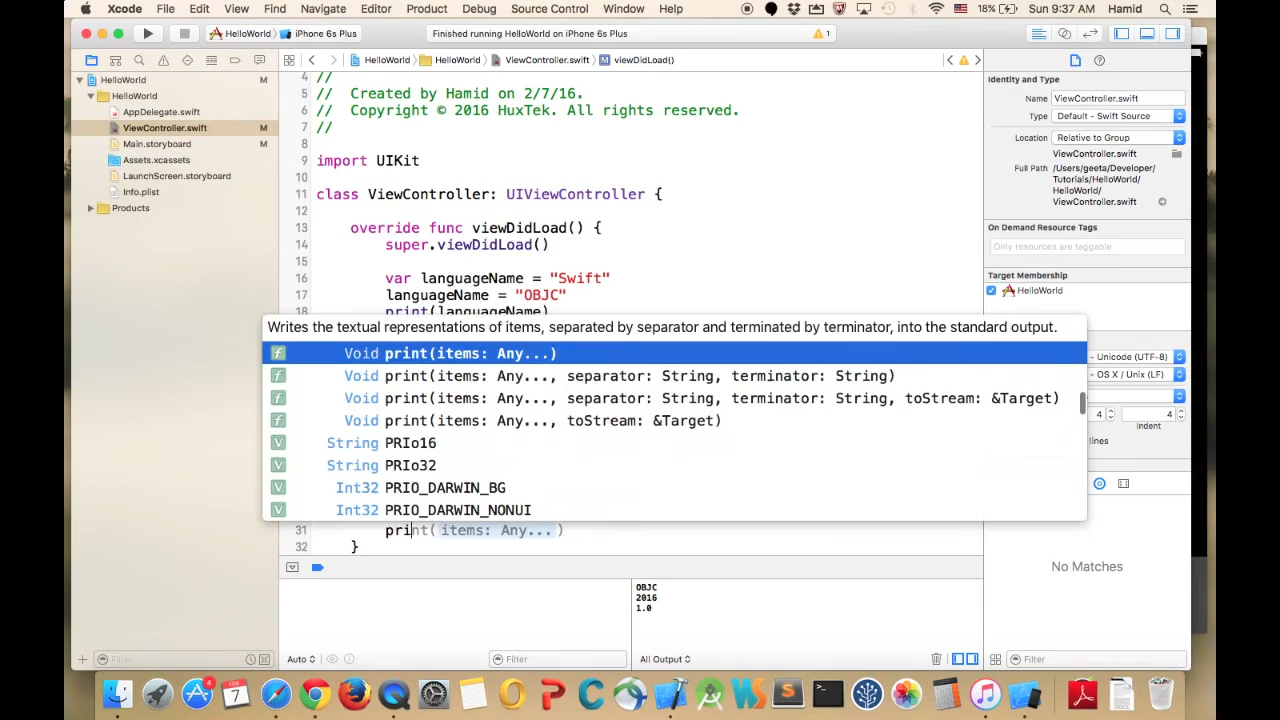 Xcode File Edit View Find Navigate Editor Product Debug Source Control Window Help 18% Sun 9:37 AM Hamid
HelloWorld iPhone 6s Plus Finished running HelloWorld on iPhone 6s Plus 1
HelloWorld HelloWorld ViewController.swift M viewDidLoad()
HelloWorld M
HelloWorld
AppDelegate.swift
ViewController.swift M
Main.storyboard M
Assets.xcassets
LaunchScreen.storyboard
Info.plist
Products
Filter
4 //
5 // Created by Hamid on 2/7/16.
6 // Copyright © 2016 HuxTek. All rights reserved.
7 //
8
9 import UIKit
10
11 class ViewController: UIViewController {
12
13 override func viewDidLoad() {
14 super.viewDidLoad()
15
16 var languageName = "Swift"
17 languageName = "OBJC"
18 print(languageName)
Writes the textual representations of items, separated by separator and terminated by terminator, into the standard output.
f Void print(items: Any...)
f Void print(items: Any..., separator: String, terminator: String)
f Void print(items: Any..., separator: String, terminator: String, toStream: &Target)
f Void print(items: Any..., toStream: &Target)
V String PRIo16
V String PRIo32
V Int32 PRIO_DARWIN_BG
V Int32 PRIO_DARWIN_NONUI
31 print(items: Any...)
32 }
OBJC
2016
1.0
Auto Filter All Output
Identity and Type
Name ViewController.swift
Type Default - Swift Source
Location Relative to Group
ViewController.swift
Full Path /Users/geeta/Developer/
Tutorials/HelloWorld/
HelloWorld/
ViewController.swift
On Demand Resource Tags
Only resources are taggable
Target Membership
HelloWorld
- Unicode (UTF-8)
- OS X / Unix (LF)
4 4
Indent
lines
No Matches
Filter
4
FEB
7